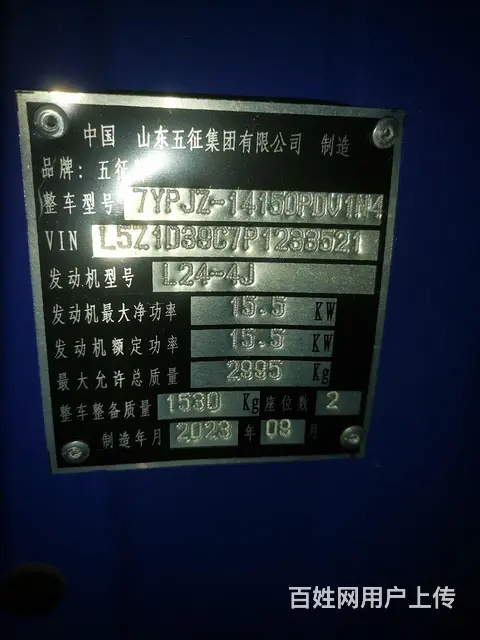 中国 山东五征集团有限公司 制造
品牌: 五征
整车型号 7YPJZ-14150PDV1N4
VIN L5Z1D39C7P1238521
发动机型号 L24-4J
发动机最大净功率 15.5 KW
发动机额定功率 15.5 KW
最大允许总质量 2995 Kg
整车整备质量 1580 Kg 座位数 2
制造年月 2023 年 09 月
百姓网用户上传